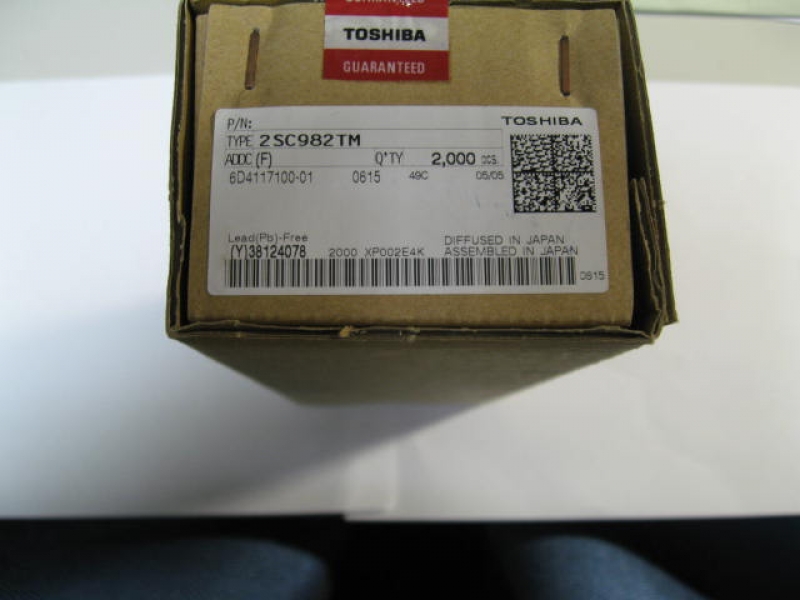 GUARANTEED
TOSHIBA
GUARANTEED
P/N: TOSHIBA
TYPE 2SC982TM
ADDC (F) Q'TY 2,000 pcs.
6D4117100-01 0615 49C 05/05
Lead(Pb)-Free DIFFUSED IN JAPAN
(Y)38124078 2000 XP002E4K ASSEMBLED IN JAPAN
0615